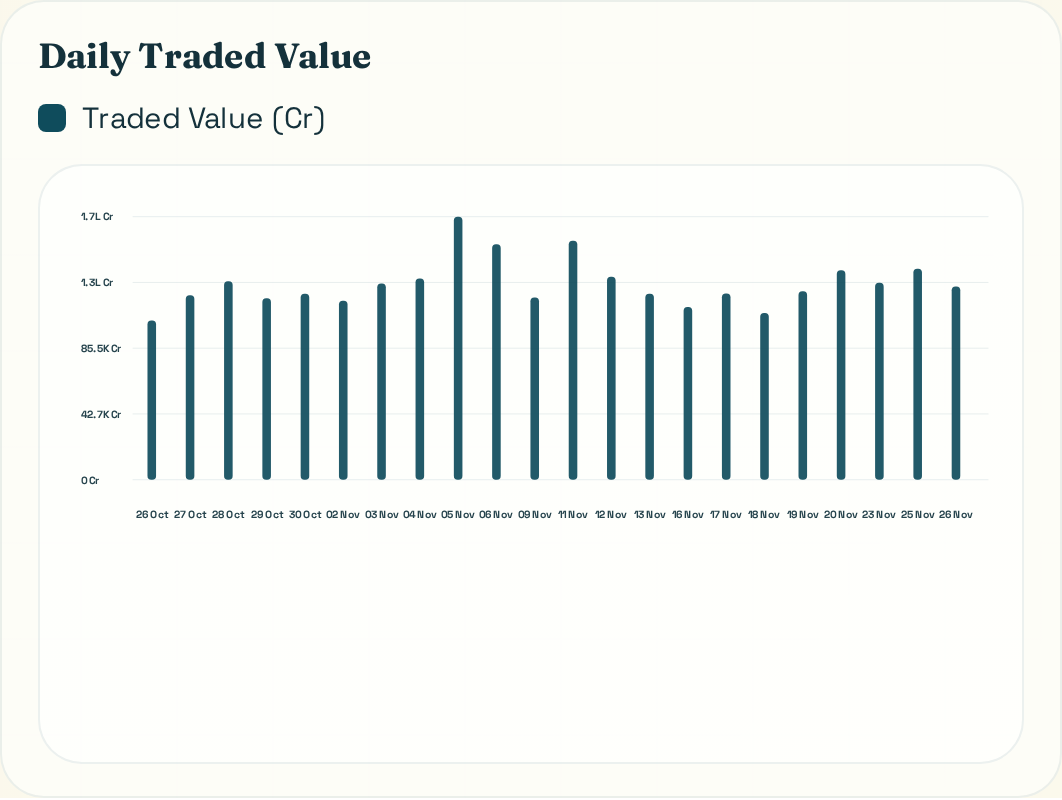 Daily Traded Value
Traded Value (Cr)
1.7L Cr
1.3L Cr
85.5K Cr
42.7K Cr
0 Cr
26 Oct 27 Oct 28 Oct 29 Oct 30 Oct 02 Nov 03 Nov 04 Nov 05 Nov 06 Nov 09 Nov 11 Nov 12 Nov 13 Nov 16 Nov 17 Nov 18 Nov 19 Nov 20 Nov 23 Nov 25 Nov 26 Nov